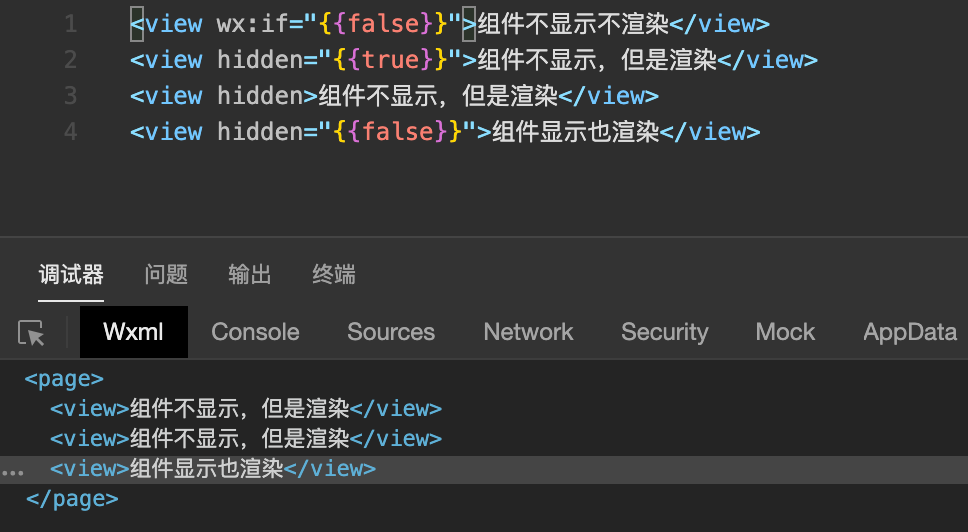 1 <view wx:if="{{false}}">组件不显示不渲染</view>
2 <view hidden="{{true}}">组件不显示，但是渲染</view>
3 <view hidden>组件不显示，但是渲染</view>
4 <view hidden="{{false}}">组件显示也渲染</view>
调试器 问题 输出 终端
Wxml Console Sources Network Security Mock AppData
<page>
<view>组件不显示，但是渲染</view>
<view>组件不显示，但是渲染</view>
... <view>组件显示也渲染</view>
</page>